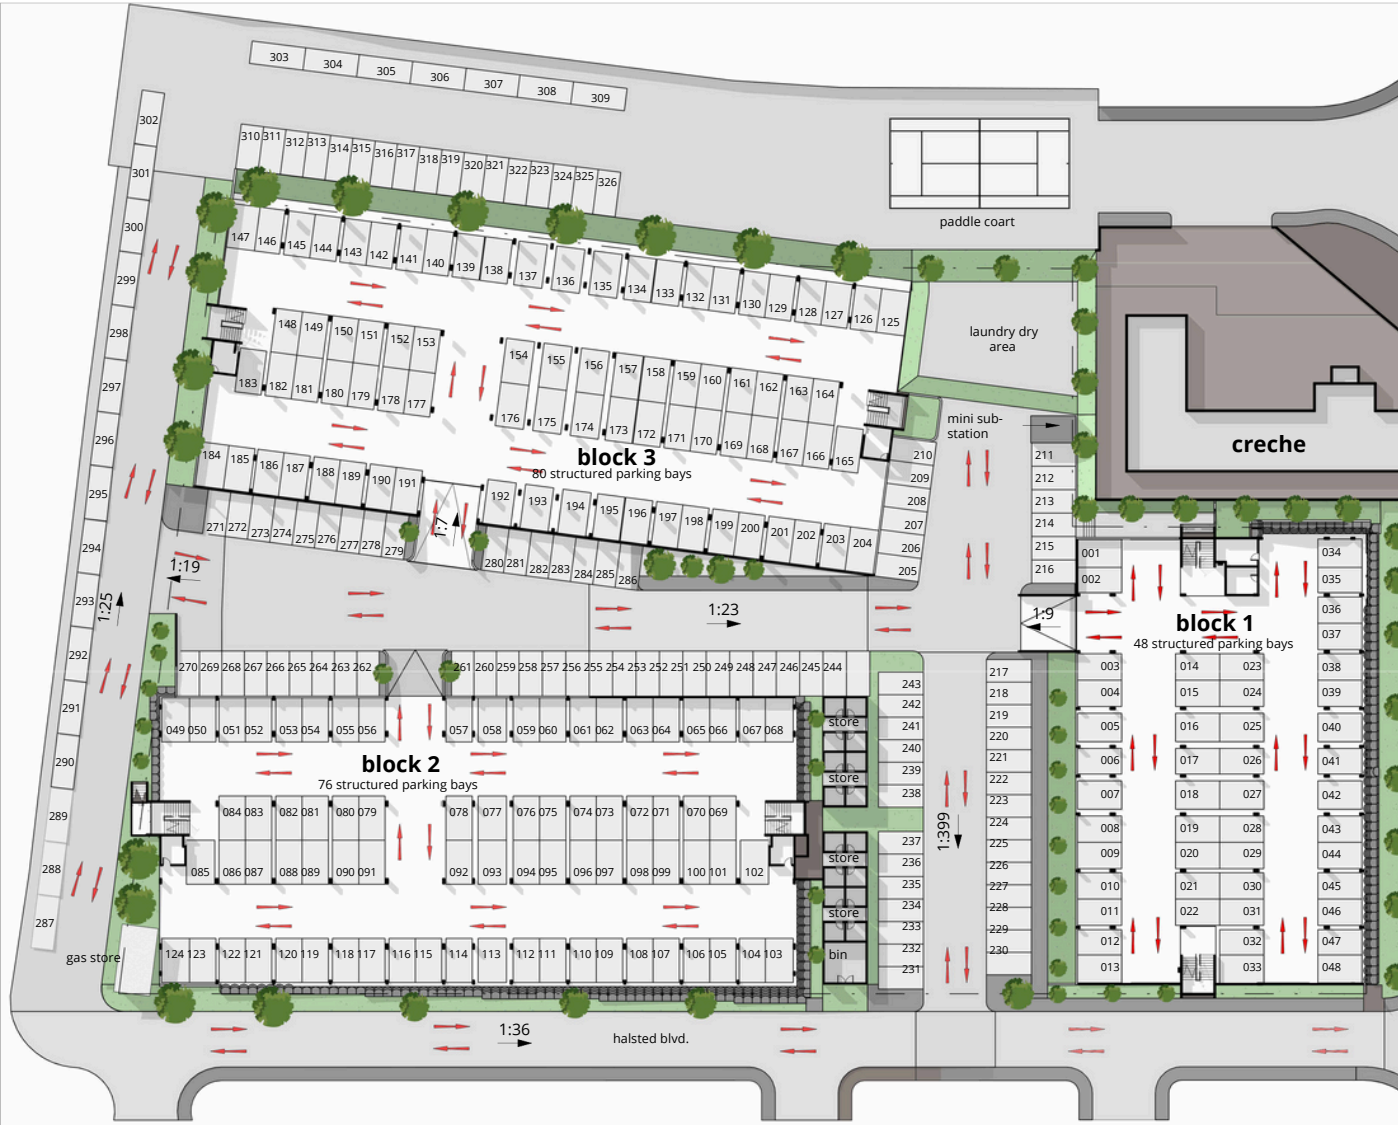 303 304 305 306 307 308 309
302
301
300
299
298
297
296
295
294
293
292
291
290
289
288
287
310 311 312 313 314 315 316 317 318 319 320 321 322 323 324 325 326
paddle coart
147 146 145 144 143 142 141 140 139 138 137 136 135 134 133 132 131 130 129 128 127 126 125
148 149 150 151 152 153
154 155 156 157 158 159 160 161 162 163 164
183 182 181 180 179 178 177
176 175 174 173 172 171 170 169 168 167 166 165
block 3
80 structured parking bays
184 185 186 187 188 189 190 191
192 193 194 195 196 197 198 199 200 201 202 203 204
1:7
271 272 273 274 275 276 277 278 279
280 281 282 283 284 285 286
laundry dry
area
mini sub-
station
creche
210
209
208
207
206
205
211
212
213
214
215
216
1:19
1:25
1:23
1:9
270 269 268 267 266 265 264 263 262
261 260 259 258 257 256 255 254 253 252 251 250 249 248 247 246 245 244
049 050 051 052 053 054 055 056 057 058 059 060 061 062 063 064 065 066 067 068
block 2
76 structured parking bays
084 083 082 081 080 079 078 077 076 075 074 073 072 071 070 069
085 086 087 088 089 090 091 092 093 094 095 096 097 098 099 100 101 102
124 123 122 121 120 119 118 117 116 115 114 113 112 111 110 109 108 107 106 105 104 103
gas store
store
store
store
store
bin
243
242
241
240
239
238
237
236
235
234
233
232
231
1:399
217
218
219
220
221
222
223
224
225
226
227
228
229
230
block 1
48 structured parking bays
001
002
003
004
005
006
007
008
009
010
011
012
013
014 023
015 024
016 025
017 026
018 027
019 028
020 029
021 030
022 031
032
033
034
035
036
037
038
039
040
041
042
043
044
045
046
047
048
1:36
halsted blvd.